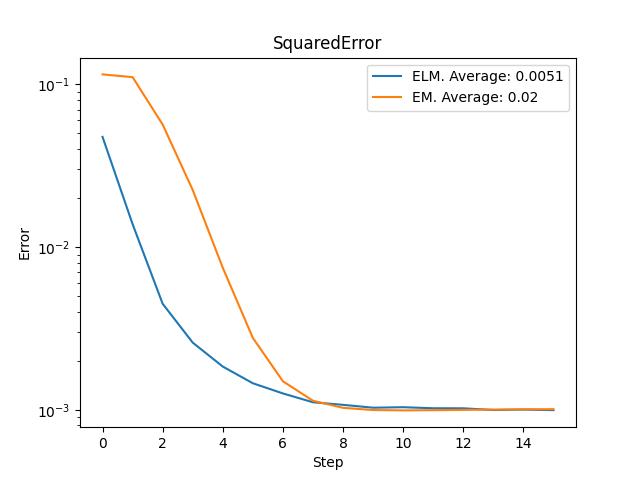 SquaredError
ELM. Average: 0.0051
EM. Average: 0.02
Error
10⁻¹
10⁻²
10⁻³
0 2 4 6 8 10 12 14
Step